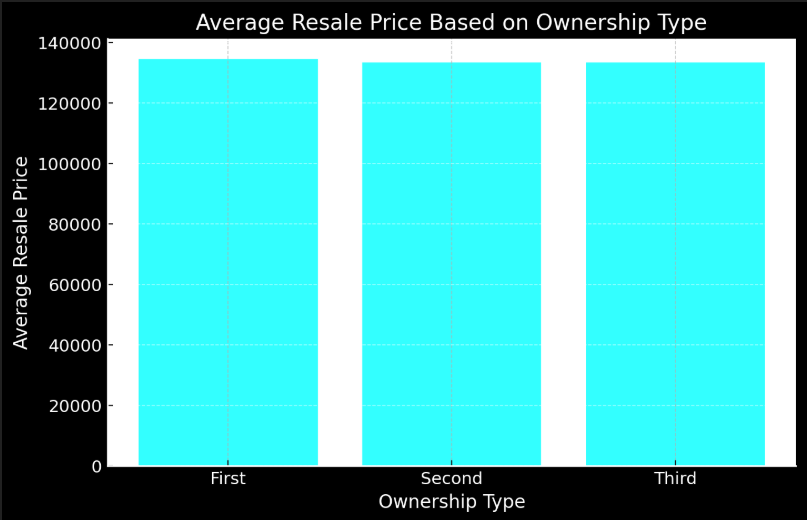 Average Resale Price Based on Ownership Type
140000
120000
100000
80000
60000
40000
20000
0
Average Resale Price
First Second Third
Ownership Type